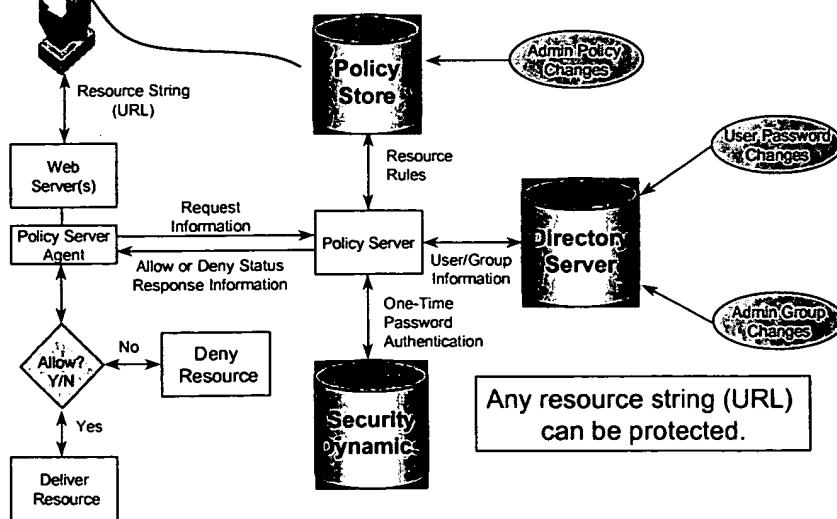 Policy
Store
Admin Policy
Changes
Resource String
(URL)
Web
Server(s)
Resource
Rules
User Password
Changes
Request
Information
Policy Server
Agent
Policy Server
Directory
Server
Allow or Deny Status
Response Information
User/Group
Information
One-Time
Password
Authentication
Admin Group
Changes
Allow?
Y/N
No
Deny
Resource
Yes
Security
Dynamic
Any resource string (URL)
can be protected.
Deliver
Resource